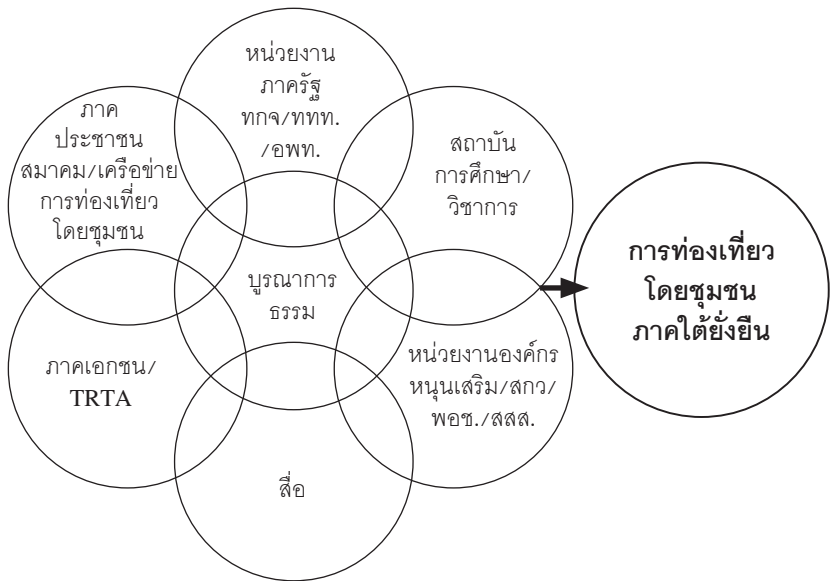 หน่วยงาน
ภาครัฐ
ทกจ/ททท.
/อพท.
ภาค
ประชาชน
สมาคม/เครือข่าย
การท่องเที่ยว
โดยชุมชน
สถาบัน
การศึกษา/
วิชาการ
บูรณาการ
ธรรม
ภาคเอกชน/
TRTA
หน่วยงานองค์กร
หนุนเสริม/สกว/
พอช./สสส.
สื่อ
การท่องเที่ยว
โดยชุมชน
ภาคใต้ยั่งยืน